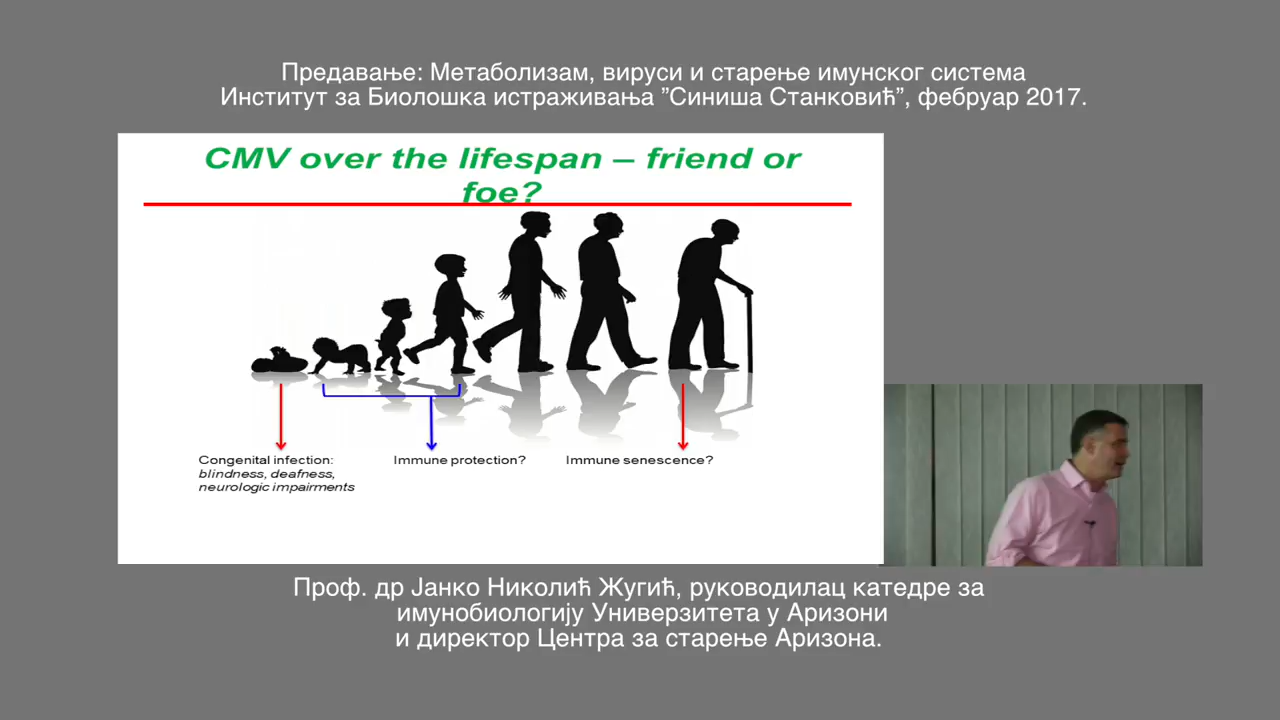 Предавање: Метаболизам, вируси и старење имунског система
Институт за Биолошка истраживања ”Синиша Станковић”, фебруар 2017.
CMV over the lifespan – friend or
foe?
Congenital infection:
blindness, deafness,
neurologic impairments
Immune protection?
Immune senescence?
Проф. др Јанко Николић Жугић, руководилац катедре за
имунобиологију Универзитета у Аризони
и директор Центра за старење Аризона.